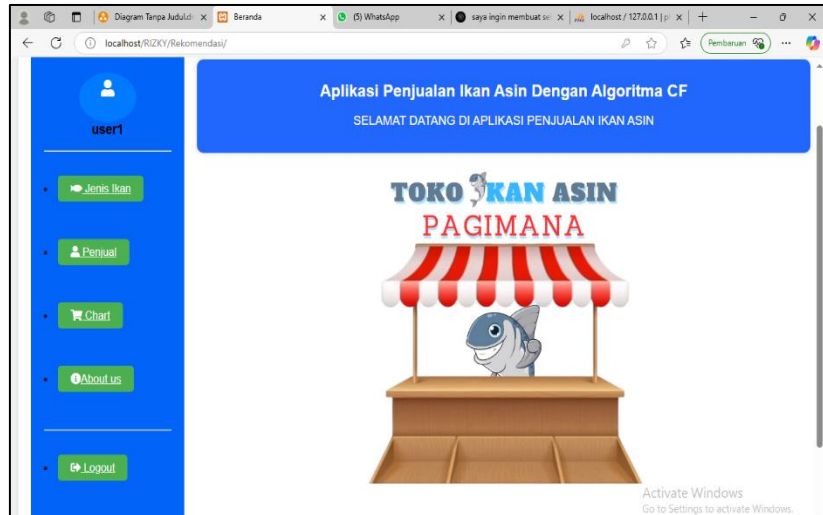 Diagram Tanpa Judul.dr
Beranda
(5) WhatsApp
saya ingin membuat se
localhost / 127.0.0.1 | p
localhost/RIZKY/Rekomendasi/
Pembaruan
user1
Jenis Ikan
Penjual
Chart
About us
Logout
Aplikasi Penjualan Ikan Asin Dengan Algoritma CF
SELAMAT DATANG DI APLIKASI PENJUALAN IKAN ASIN
TOKO IKAN ASIN
PAGIMANA
Activate Windows
Go to Settings to activate Windows.